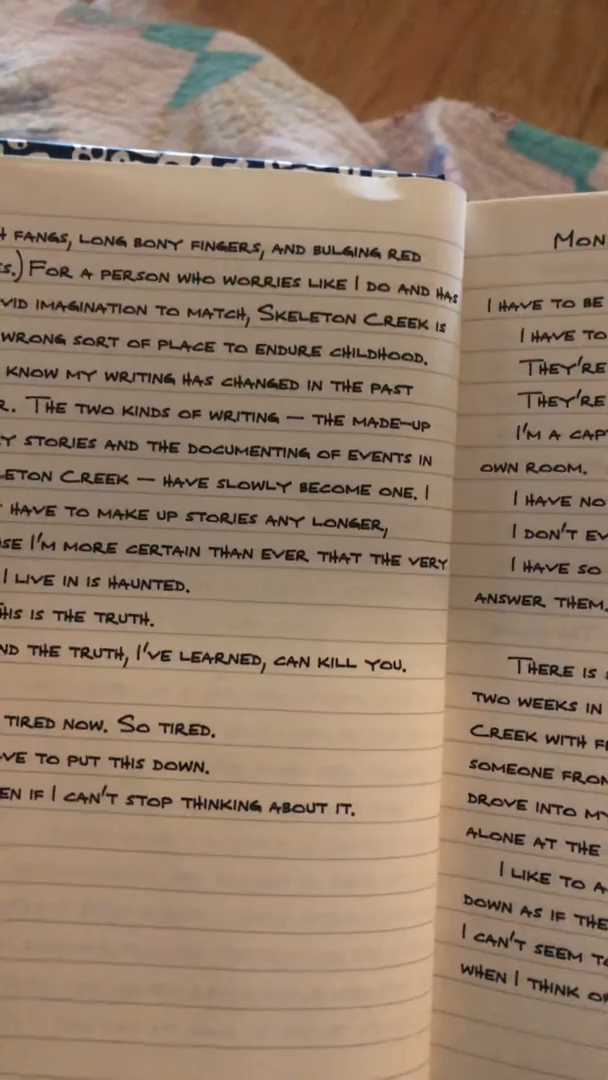 FANGS, LONG BONY FINGERS, AND BULGING RED
FOR A PERSON WHO WORRIES LIKE I DO AND HAS
IMAGINATION TO MATCH, SKELETON CREEK IS
WRONG SORT OF PLACE TO ENDURE CHILDHOOD.
KNOW MY WRITING HAS CHANGED IN THE PAST
THE TWO KINDS OF WRITING — THE MADE-UP
STORIES AND THE DOCUMENTING OF EVENTS IN
CREEK — HAVE SLOWLY BECOME ONE. I
HAVE TO MAKE UP STORIES ANY LONGER,
I'M MORE CERTAIN THAN EVER THAT THE VERY
I LIVE IN IS HAUNTED.
THIS IS THE TRUTH.
THE TRUTH, I'VE LEARNED, CAN KILL YOU.
TIRED NOW. SO TIRED.
TO PUT THIS DOWN.
IF I CAN'T STOP THINKING ABOUT IT.
MON
I HAVE TO BE
I HAVE TO
THEY'RE
THEY'RE
I'M A CAP
OWN ROOM.
I HAVE NO
I DON'T EV
I HAVE SO
ANSWER THEM.
THERE IS
TWO WEEKS IN
CREEK WITH
SOMEONE FROM
DROVE INTO MY
ALONE AT THE
I LIKE TO A
DOWN AS IF THE
I CAN'T SEEM TO
WHEN I THINK OF